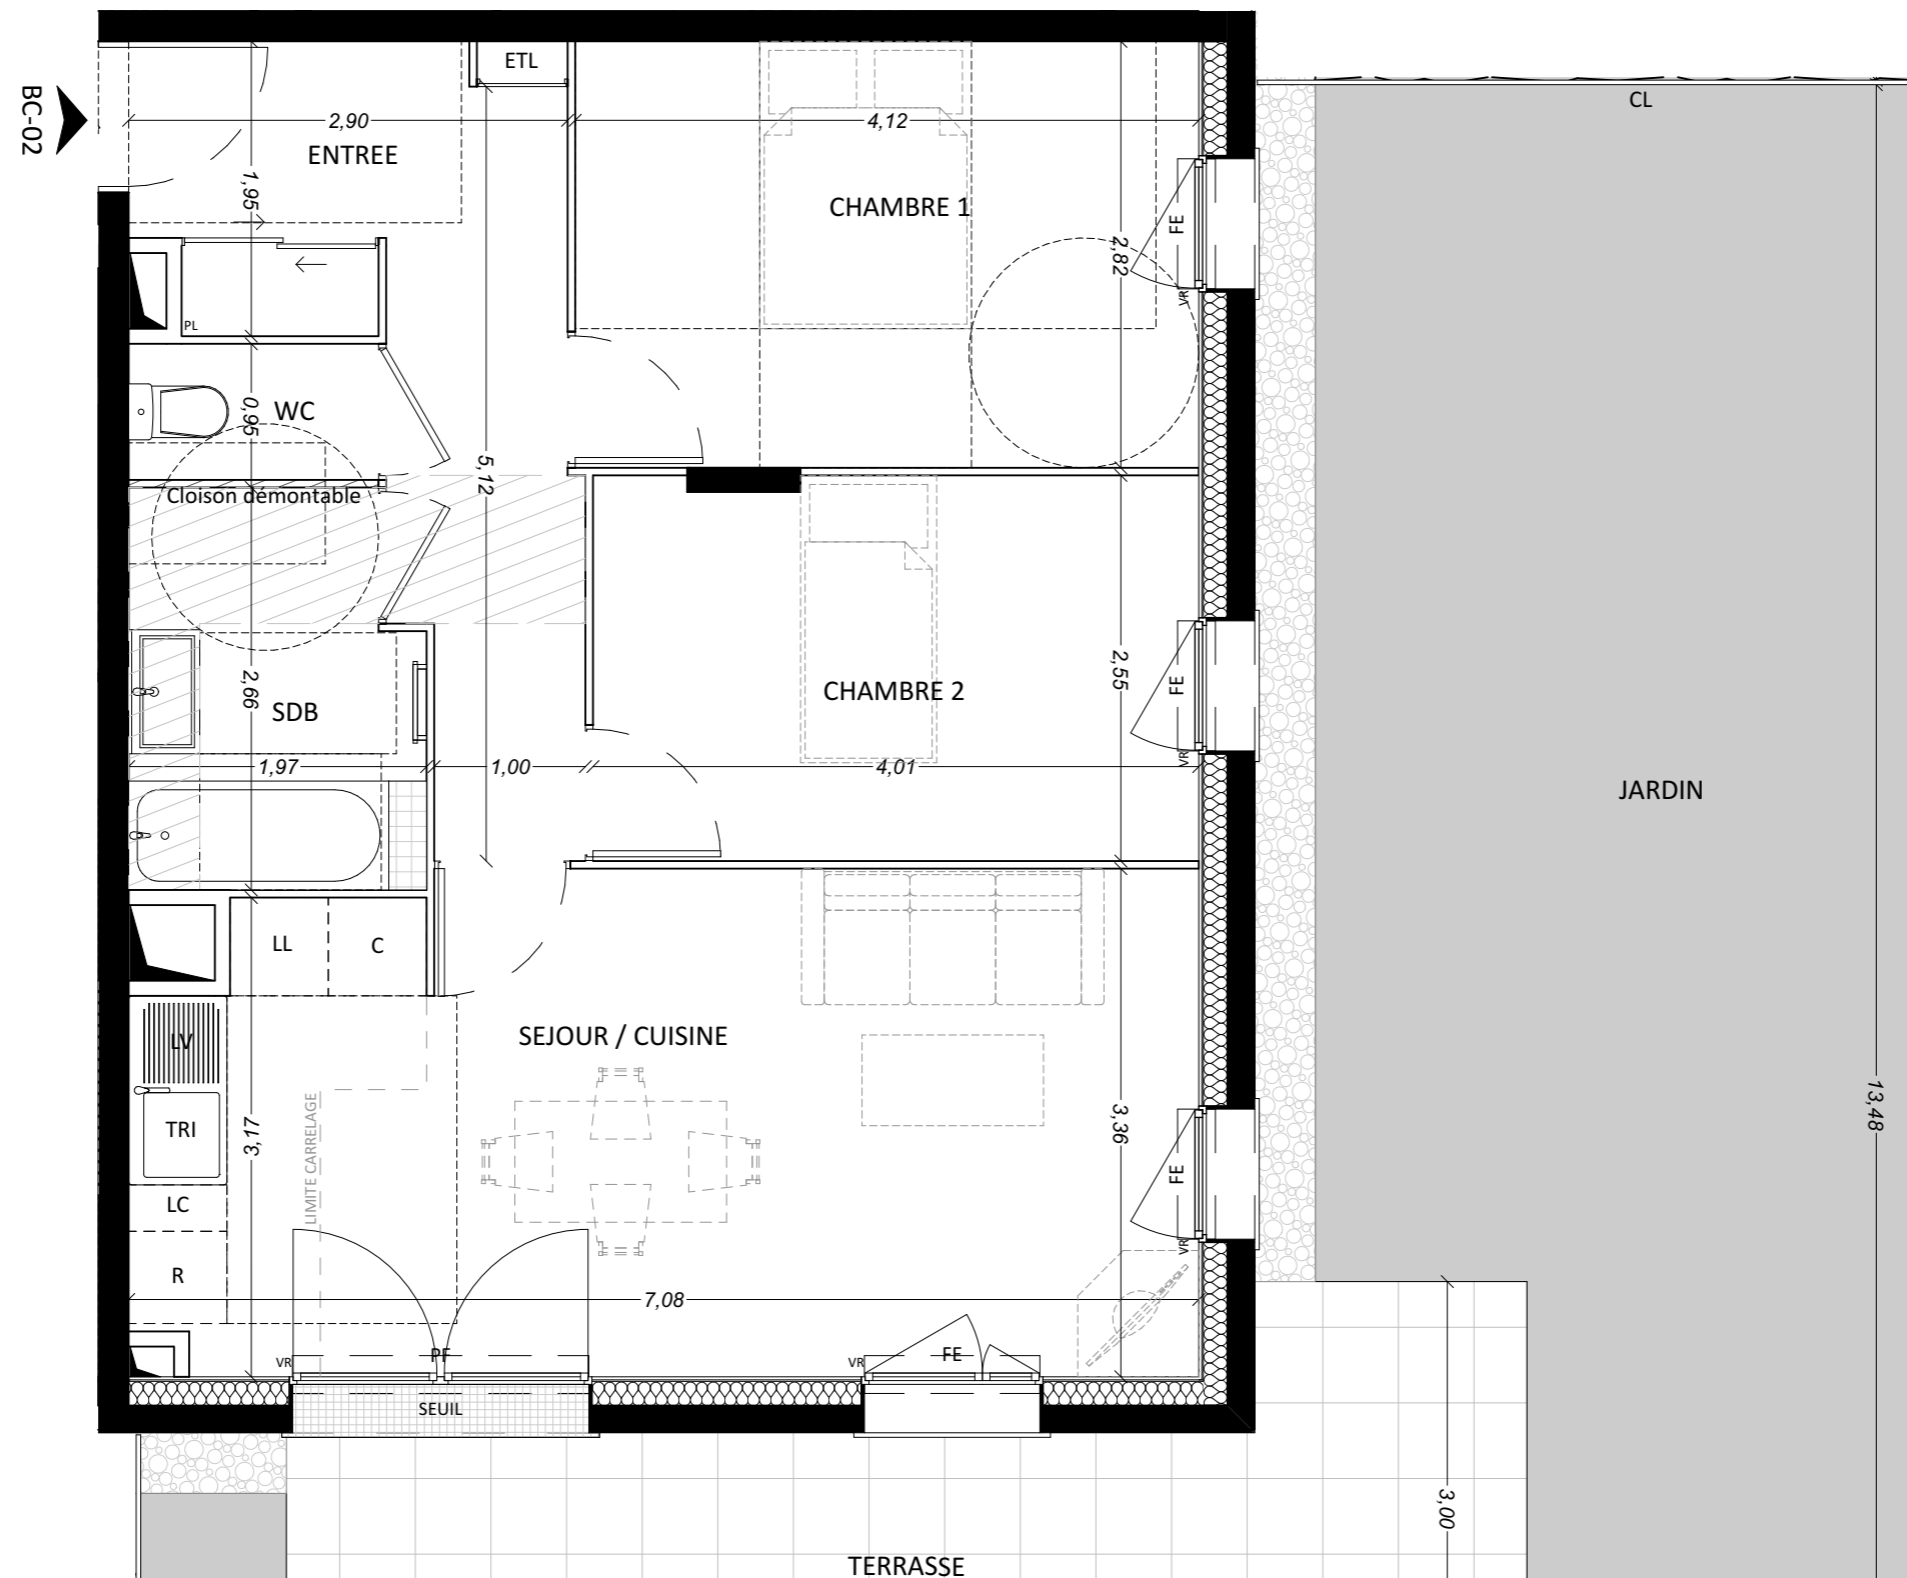 ETL
CL
BC-02
2,90
4,12
ENTREE
1,95
CHAMBRE 1
FE
2,82
VR
PL
WC
0,95
5,12
Cloison démontable
2,66
SDB
CHAMBRE 2
2,55
FE
VR
1,97
1,00
4,01
JARDIN
LL
C
SEJOUR / CUISINE
LV
TRI
LIMITE CARRELAGE
3,17
3,36
FE
13,48
LC
VR
R
7,08
VR
PF
VR
FE
SEUIL
3,00
TERRASSE